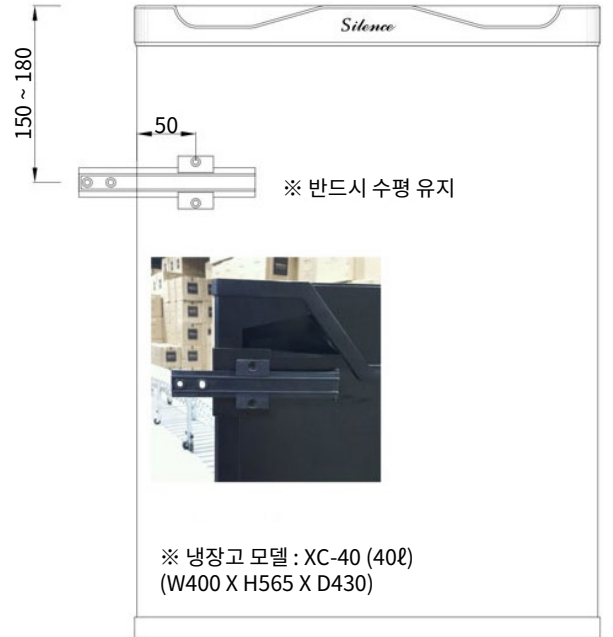 Silence
150 ~ 180
50
※ 반드시 수평 유지
※ 냉장고 모델 : XC-40 (40ℓ)
(W400 X H565 X D430)